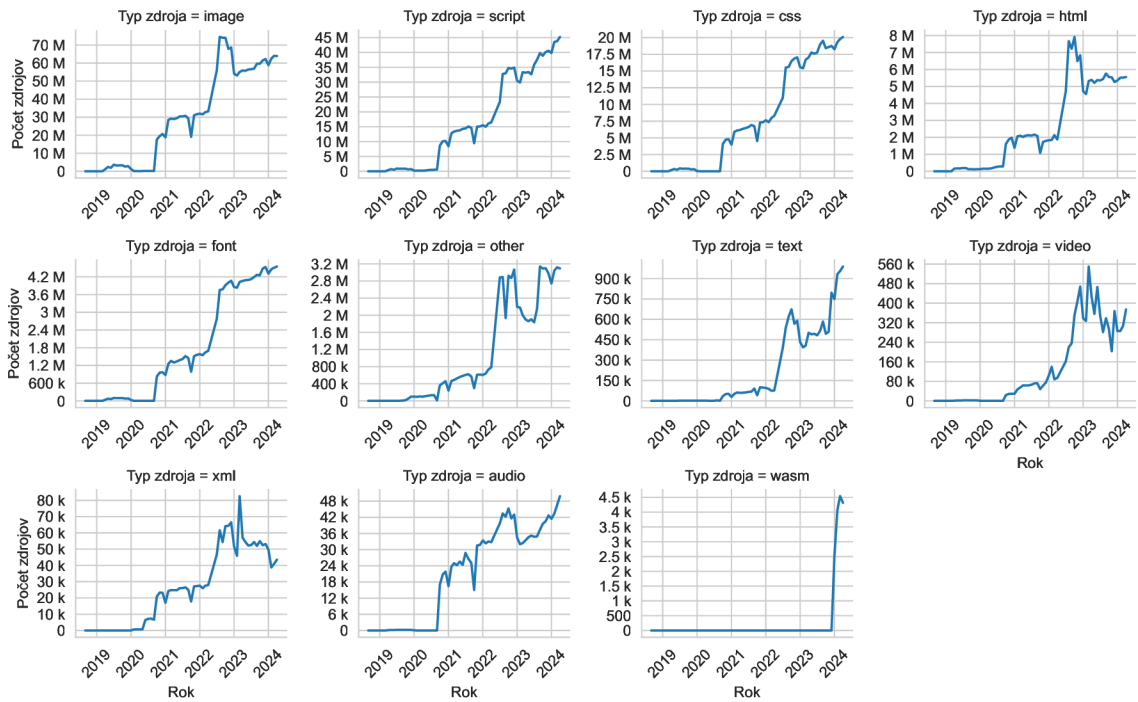 Typ zdroja = image
Počet zdrojov
70 M
60 M
50 M
40 M
30 M
20 M
10 M
0
2019
2020
2021
2022
2023
2024
Typ zdroja = script
45 M
40 M
35 M
30 M
25 M
20 M
15 M
10 M
5 M
0
2019
2020
2021
2022
2023
2024
Typ zdroja = css
20 M
17.5 M
15 M
12.5 M
10 M
7.5 M
5 M
2.5 M
0
2019
2020
2021
2022
2023
2024
Typ zdroja = html
8 M
7 M
6 M
5 M
4 M
3 M
2 M
1 M
0
2019
2020
2021
2022
2023
2024
Typ zdroja = font
Počet zdrojov
4.2 M
3.6 M
3 M
2.4 M
1.8 M
1.2 M
600 k
0
2019
2020
2021
2022
2023
2024
Typ zdroja = other
3.2 M
2.8 M
2.4 M
2 M
1.6 M
1.2 M
800 k
400 k
0
2019
2020
2021
2022
2023
2024
Typ zdroja = text
900 k
750 k
600 k
450 k
300 k
150 k
0
2019
2020
2021
2022
2023
2024
Typ zdroja = video
560 k
480 k
400 k
320 k
240 k
160 k
80 k
0
2019
2020
2021
2022
2023
2024
Rok
Typ zdroja = xml
Počet zdrojov
80 k
70 k
60 k
50 k
40 k
30 k
20 k
10 k
0
2019
2020
2021
2022
2023
2024
Rok
Typ zdroja = audio
48 k
42 k
36 k
30 k
24 k
18 k
12 k
6 k
0
2019
2020
2021
2022
2023
2024
Rok
Typ zdroja = wasm
4.5 k
4 k
3.5 k
3 k
2.5 k
2 k
1.5 k
1 k
500
0
2019
2020
2021
2022
2023
2024
Rok